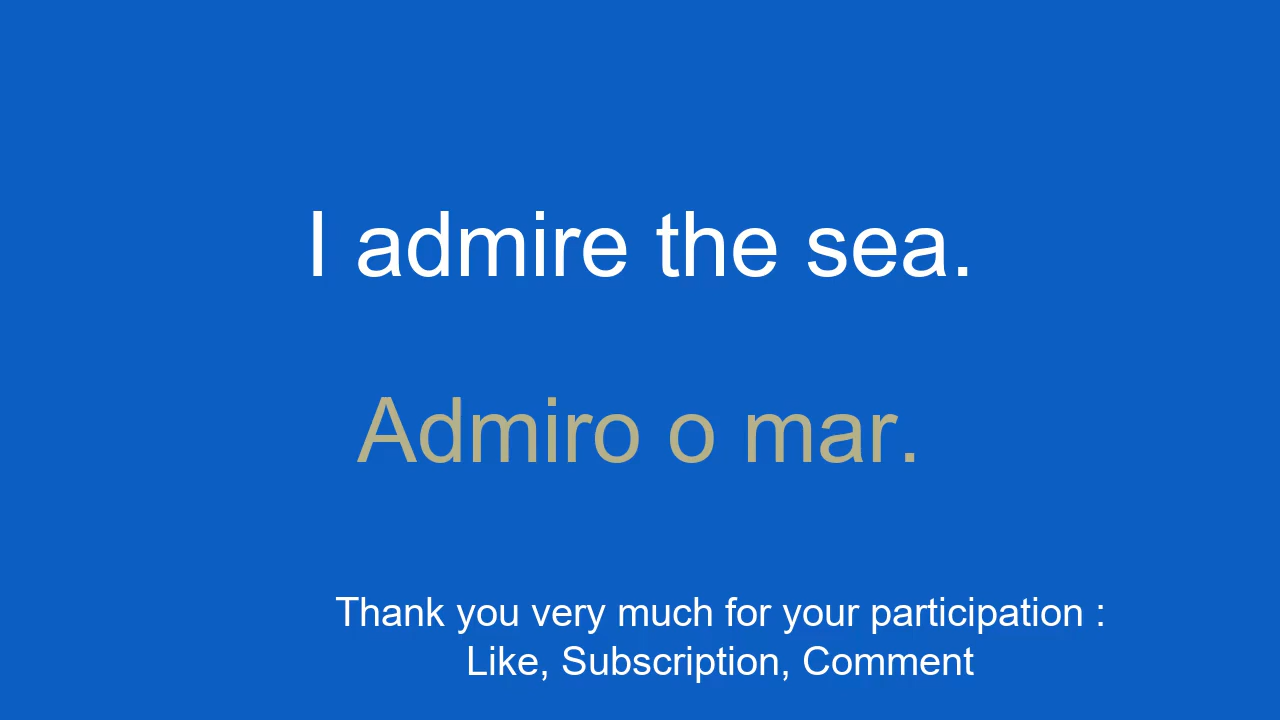 I admire the sea.
Admiro o mar.
Thank you very much for your participation :
Like, Subscription, Comment